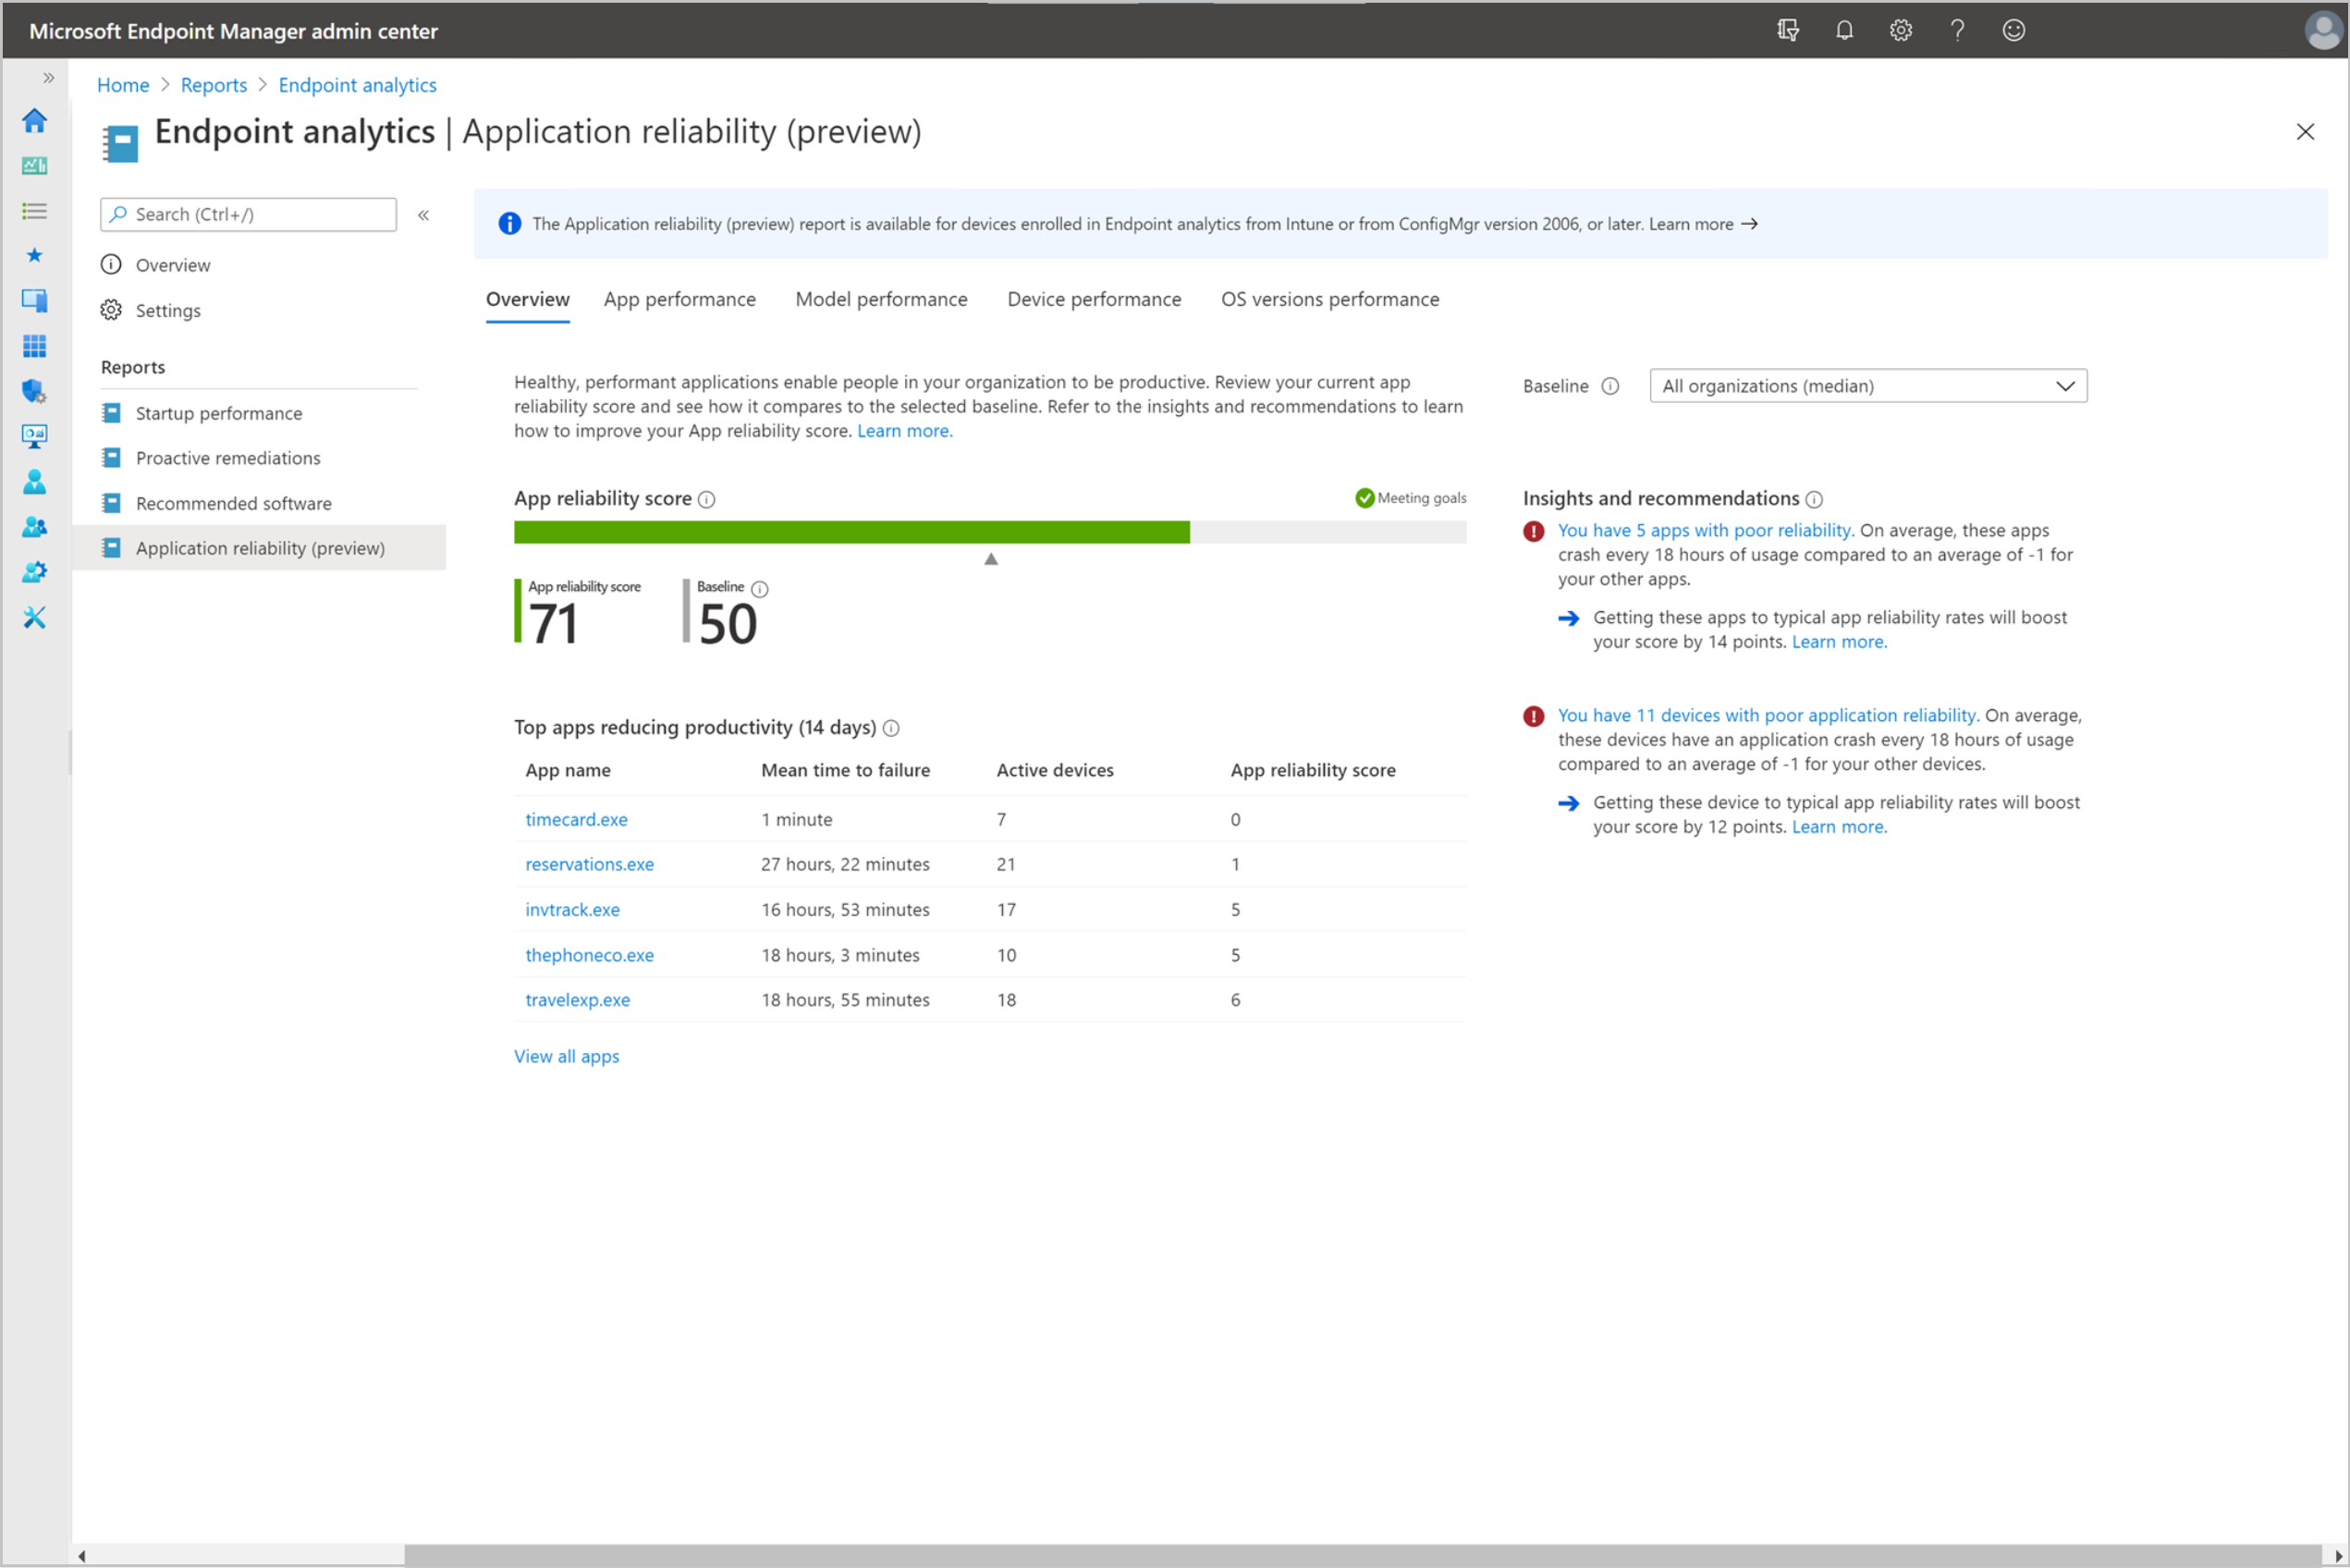 Microsoft Endpoint Manager admin center
Home > Reports > Endpoint analytics
Endpoint analytics | Application reliability (preview)
Search (Ctrl+/)
Overview
Settings
Reports
Startup performance
Proactive remediations
Recommended software
Application reliability (preview)
The Application reliability (preview) report is available for devices enrolled in Endpoint analytics from Intune or from ConfigMgr version 2006, or later. Learn more →
Overview App performance Model performance Device performance OS versions performance
Healthy, performant applications enable people in your organization to be productive. Review your current app
reliability score and see how it compares to the selected baseline. Refer to the insights and recommendations to learn
how to improve your App reliability score. Learn more.
Baseline All organizations (median)
App reliability score
Meeting goals
App reliability score
71
Baseline
50
Top apps reducing productivity (14 days)
App name Mean time to failure Active devices App reliability score
timecard.exe 1 minute 7 0
reservations.exe 27 hours, 22 minutes 21 1
invtrack.exe 16 hours, 53 minutes 17 5
thephoneco.exe 18 hours, 3 minutes 10 5
travelexp.exe 18 hours, 55 minutes 18 6
View all apps
Insights and recommendations
You have 5 apps with poor reliability. On average, these apps
crash every 18 hours of usage compared to an average of -1 for
your other apps.
Getting these apps to typical app reliability rates will boost
your score by 14 points. Learn more.
You have 11 devices with poor application reliability. On average,
these devices have an application crash every 18 hours of usage
compared to an average of -1 for your other devices.
Getting these device to typical app reliability rates will boost
your score by 12 points. Learn more.